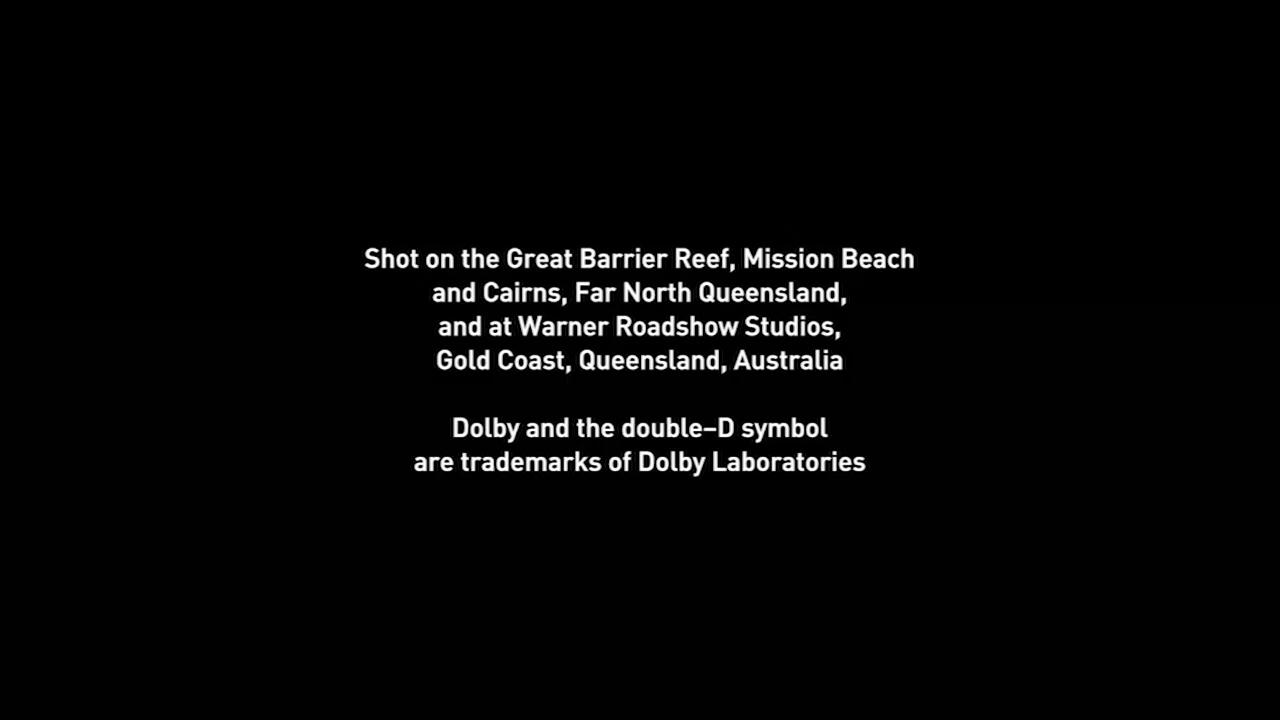 Shot on the Great Barrier Reef, Mission Beach
and Cairns, Far North Queensland,
and at Warner Roadshow Studios,
Gold Coast, Queensland, Australia
Dolby and the double–D symbol
are trademarks of Dolby Laboratories